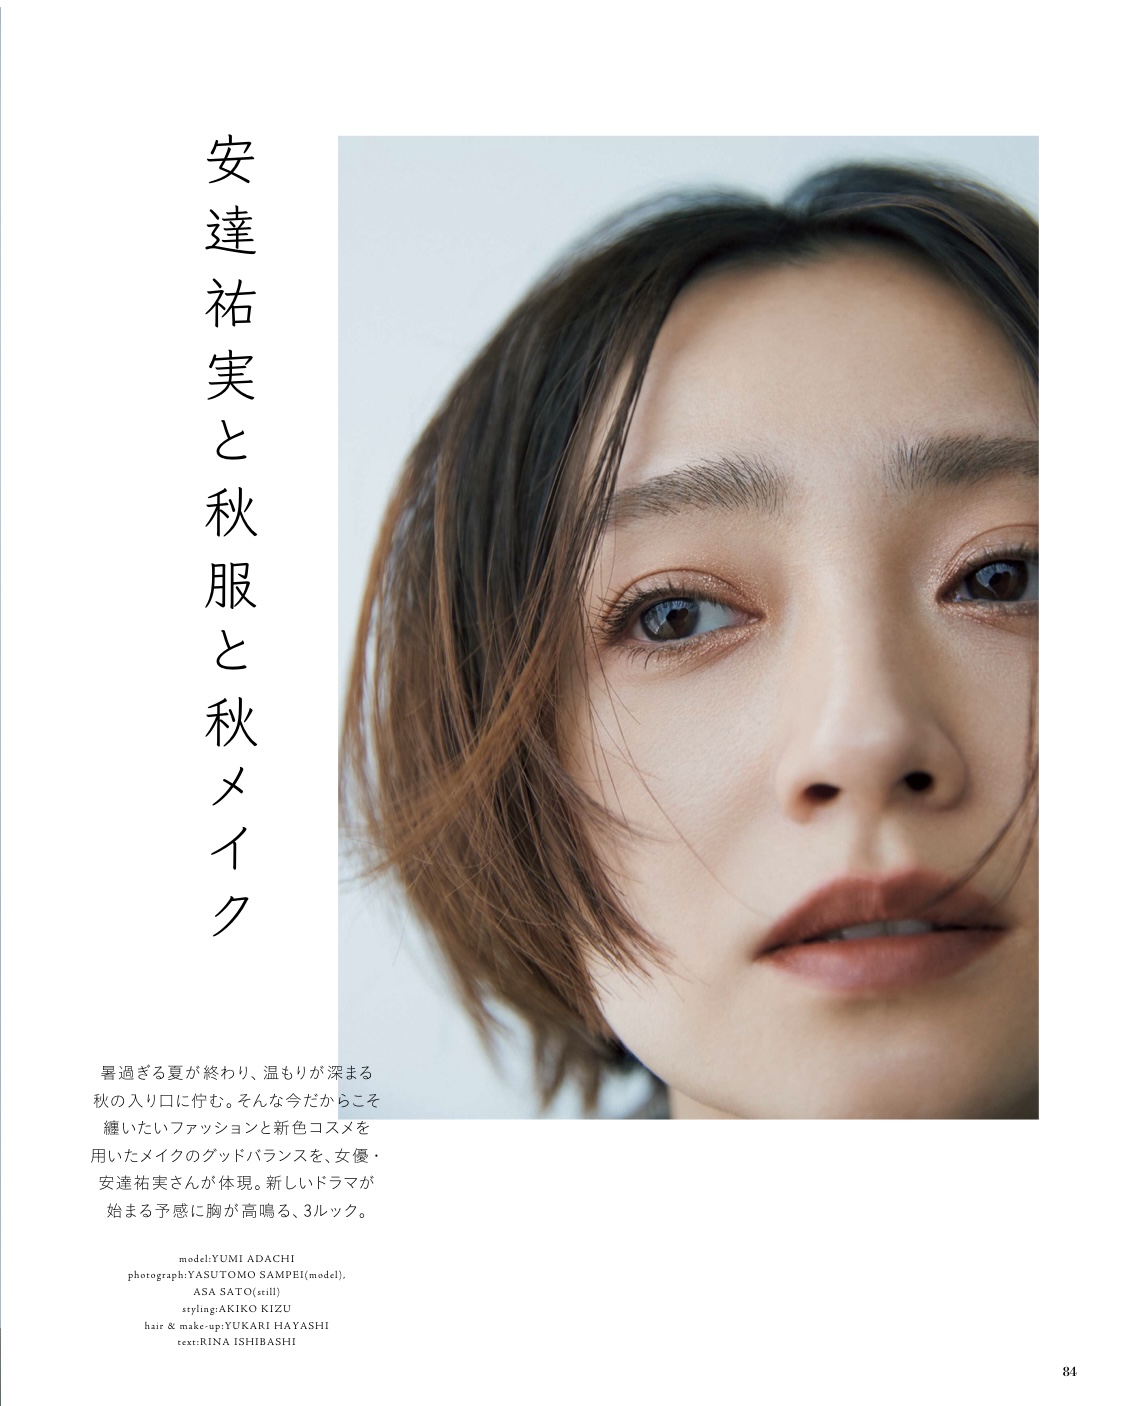 安達祐実と秋服と秋メイク
暑過ぎる夏が終わり、温もりが深まる
秋の入り口に佇む。そんな今だからこそ
纏いたいファッションと新色コスメを
用いたメイクのグッドバランスを、女優・
安達祐実さんが体現。新しいドラマが
始まる予感に胸が高鳴る、3ルック。
model:YUMI ADACHI
photograph:YASUTOMO SAMPEI(model),
ASA SATO(still)
styling:AKIKO KIZU
hair & make-up:YUKARI HAYASHI
text:RINA ISHIBASHI
84